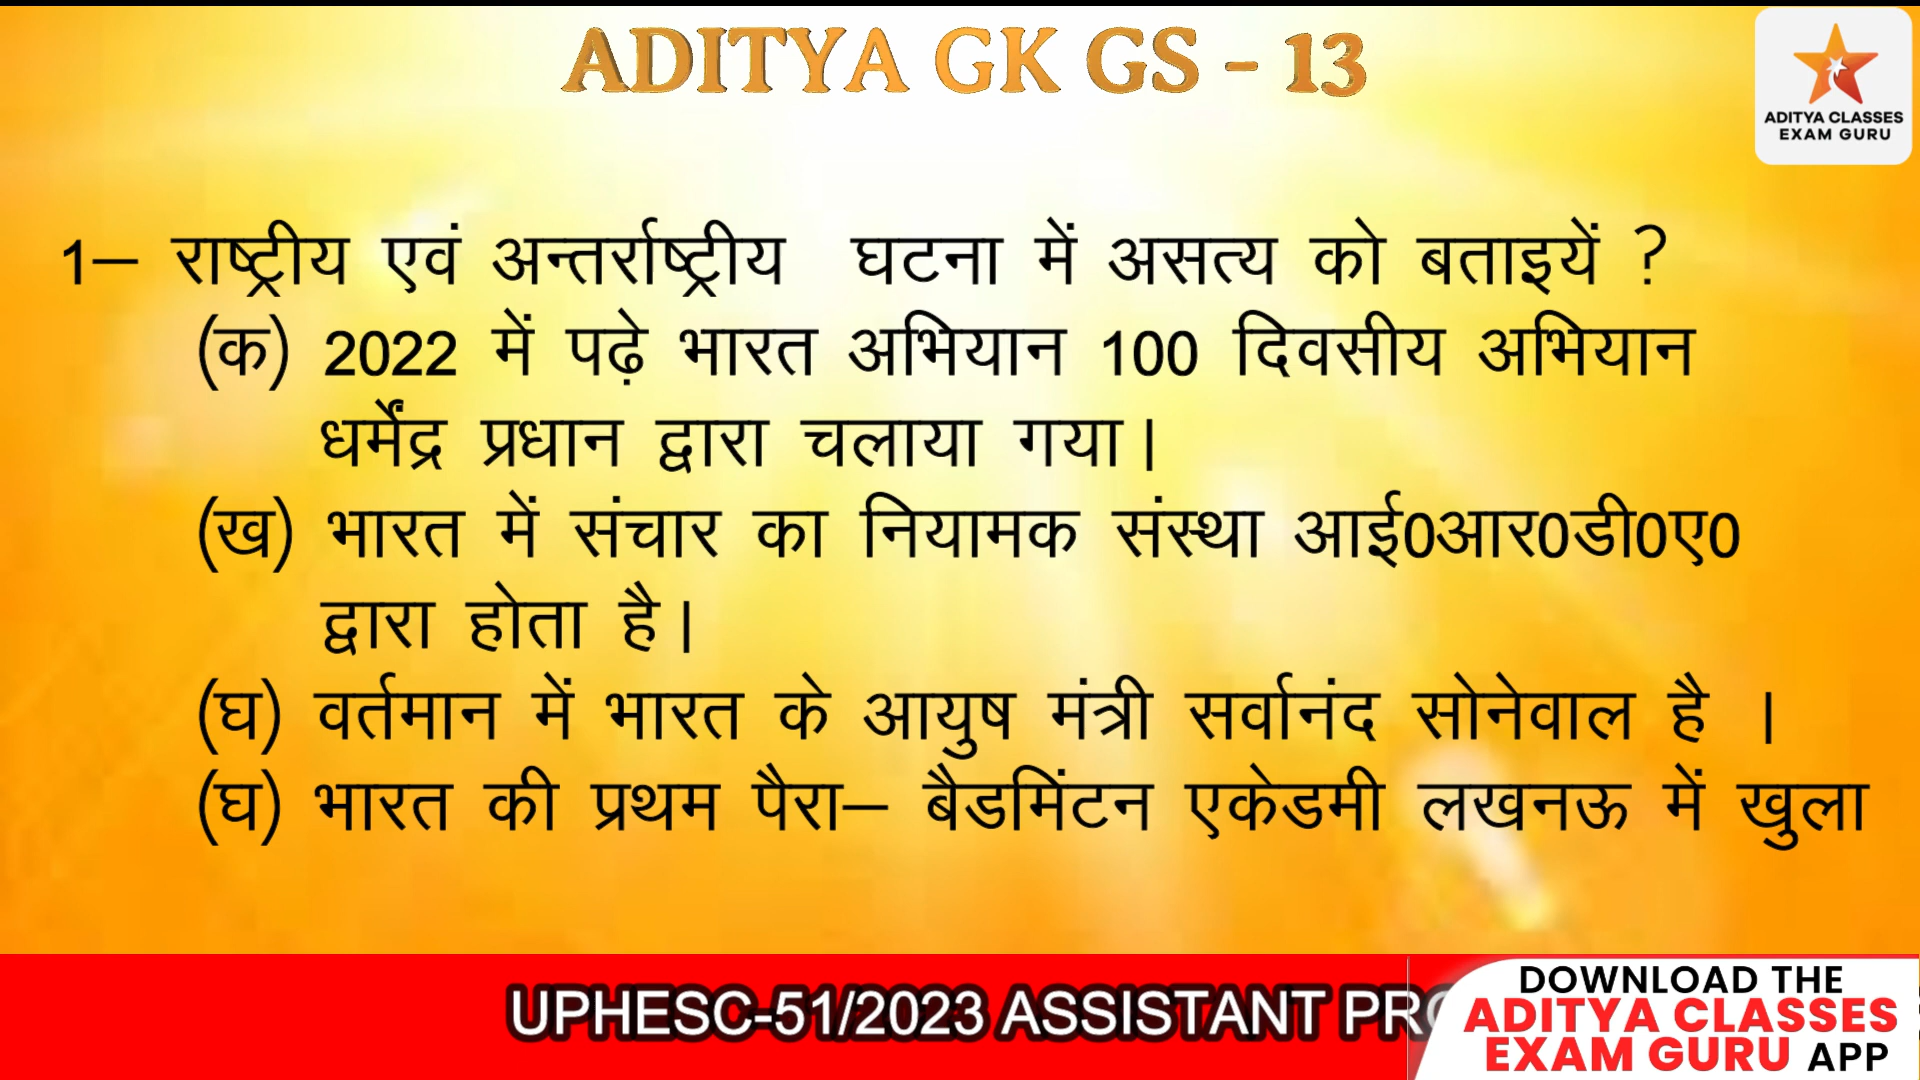 ADITYA GK GS - 13
ADITYA CLASSES
EXAM GURU
1– राष्ट्रीय एवं अन्तर्राष्ट्रीय घटना में असत्य को बताइयें ?
(क) 2022 में पढ़े भारत अभियान 100 दिवसीय अभियान
धर्मेंद्र प्रधान द्वारा चलाया गया।
(ख) भारत में संचार का नियामक संस्था आई0आर0डी0ए0
द्वारा होता है।
(घ) वर्तमान में भारत के आयुष मंत्री सर्वानंद सोनेवाल है ।
(घ) भारत की प्रथम पैरा– बैडमिंटन एकेडमी लखनऊ में खुला
UPHESC-51/2023 ASSISTANT PR
DOWNLOAD THE
ADITYA CLASSES
EXAM GURU APP